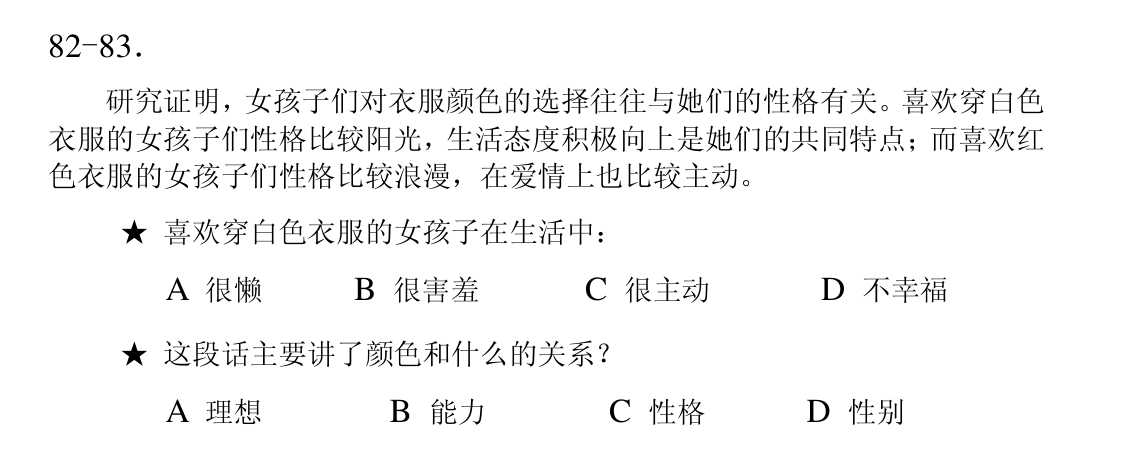 82-83.
研究证明，女孩子们对衣服颜色的选择往往与她们的性格有关。喜欢穿白色
衣服的女孩子们性格比较阳光，生活态度积极向上是她们的共同特点；而喜欢红
色衣服的女孩子们性格比较浪漫，在爱情上也比较主动。
★ 喜欢穿白色衣服的女孩子在生活中：
A 很懒 B 很害羞 C 很主动 D 不幸福
★ 这段话主要讲了颜色和什么的关系？
A 理想 B 能力 C 性格 D 性别